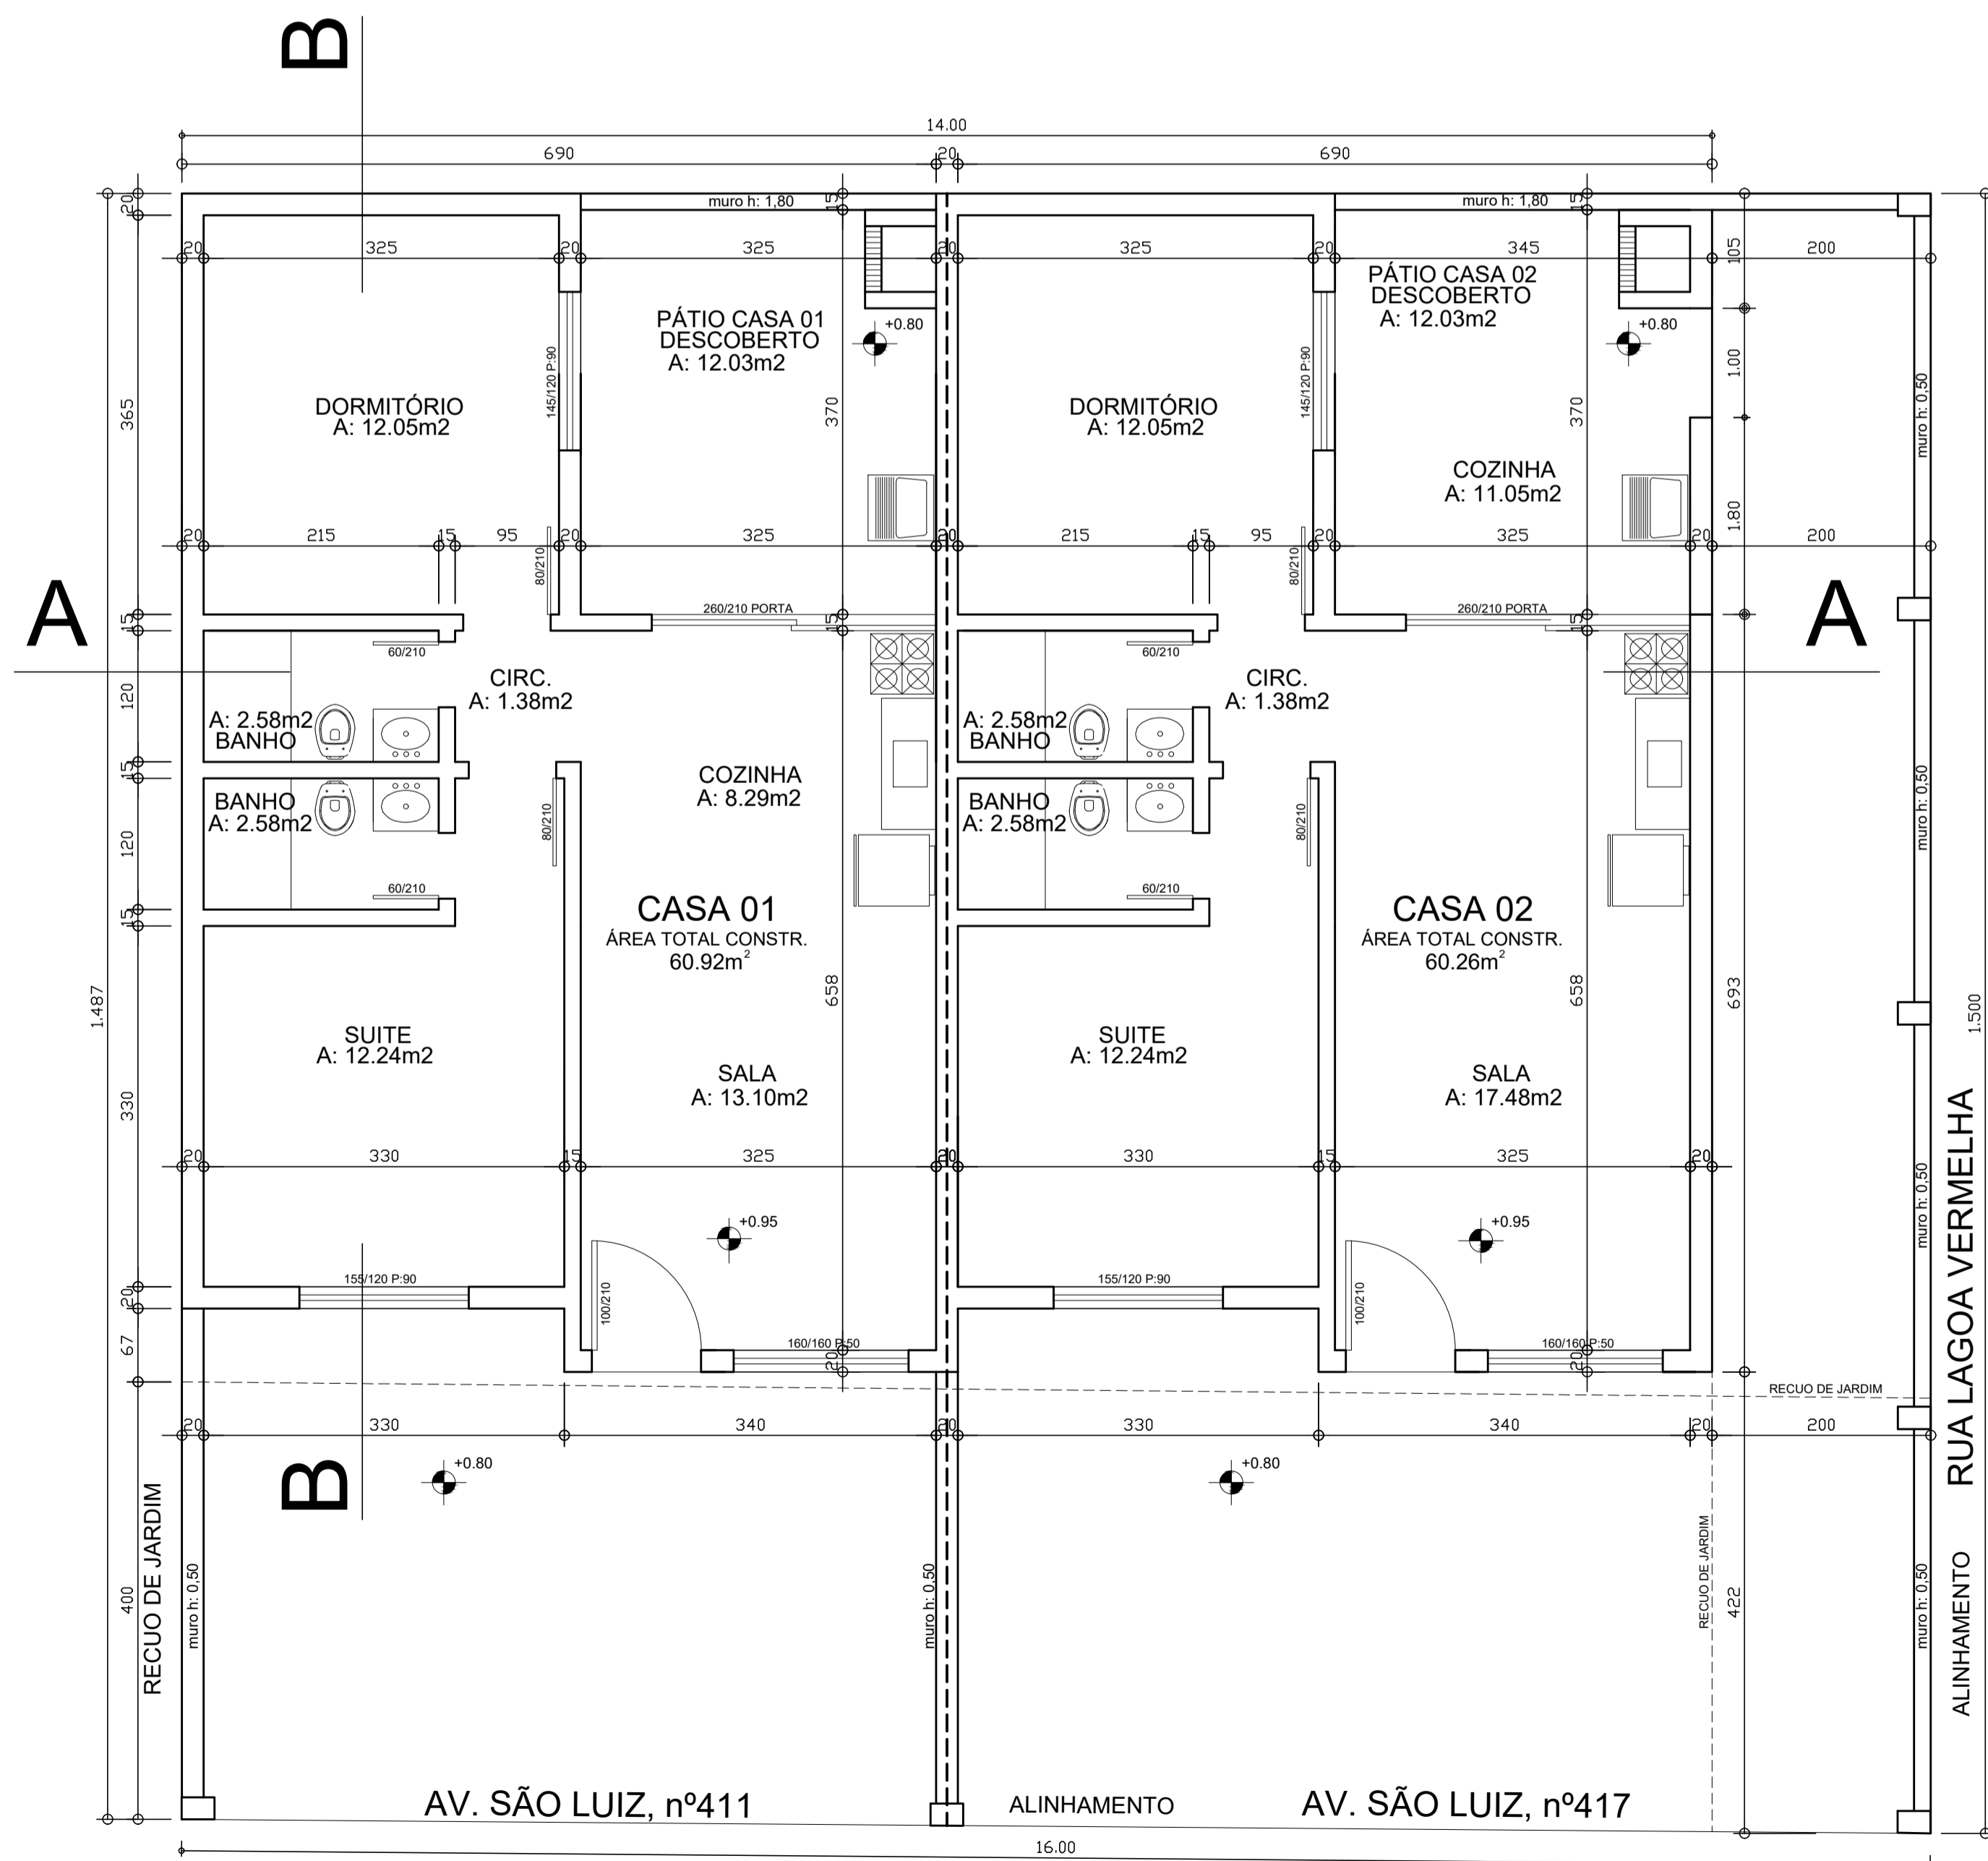 B
14.00
690
20
690
20
muro h: 1,80
15
muro h: 1,80
15
20
325
20
325
20
325
20
345
200
105
PÁTIO CASA 01
DESCOBERTO
A: 12.03m2
+0.80
PÁTIO CASA 02
DESCOBERTO
A: 12.03m2
+0.80
145/120 P:90
145/120 P:90
1.00
365
DORMITÓRIO
A: 12.05m2
370
DORMITÓRIO
A: 12.05m2
370
muro h: 0,50
COZINHA
A: 11.05m2
1.80
20
215
15
95
20
325
20
215
15
95
20
325
20
200
80/210
80/210
A
A
15
260/210 PORTA
15
260/210 PORTA
15
60/210
60/210
CIRC.
A: 1.38m2
CIRC.
A: 1.38m2
120
A: 2.58m2
BANHO
A: 2.58m2
BANHO
15
COZINHA
A: 8.29m2
BANHO
A: 2.58m2
BANHO
A: 2.58m2
80/210
80/210
muro h: 0,50
120
60/210
60/210
15
CASA 01
ÁREA TOTAL CONSTR.
60.92m²
CASA 02
ÁREA TOTAL CONSTR.
60.26m²
1.487
658
658
693
1.500
SUITE
A: 12.24m2
SUITE
A: 12.24m2
SALA
A: 13.10m2
SALA
A: 17.48m2
330
20
330
15
325
20
330
15
325
20
muro h: 0,50
RUA LAGOA VERMELHA
+0.95
+0.95
155/120 P:90
155/120 P:90
100/210
100/210
20
67
160/160 P:50
20
160/160 P:50
20
RECUO DE JARDIM
20
330
340
20
330
340
20
200
+0.80
+0.80
B
RECUO DE JARDIM
400
muro h: 0,50
muro h: 0,50
RECUO DE JARDIM
422
muro h: 0,50
ALINHAMENTO
AV. SÃO LUIZ, nº411
ALINHAMENTO
AV. SÃO LUIZ, nº417
16.00